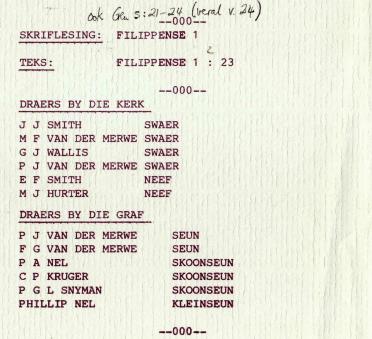 ook Gen 5:21-24 (veral v. 24)
--000--
SKRIFLESING: FILIPPENSE 1
2
TEKS: FILIPPENSE 1 : 23
--000--
DRAERS BY DIE KERK
J J SMITH SWAER
M F VAN DER MERWE SWAER
G J WALLIS SWAER
P J VAN DER MERWE SWAER
E F SMITH NEEF
M J HURTER NEEF
DRAERS BY DIE GRAF
P J VAN DER MERWE SEUN
F G VAN DER MERWE SEUN
P A NEL SKOONSEUN
C P KRUGER SKOONSEUN
P G L SNYMAN SKOONSEUN
PHILLIP NEL KLEINSEUN
--000--